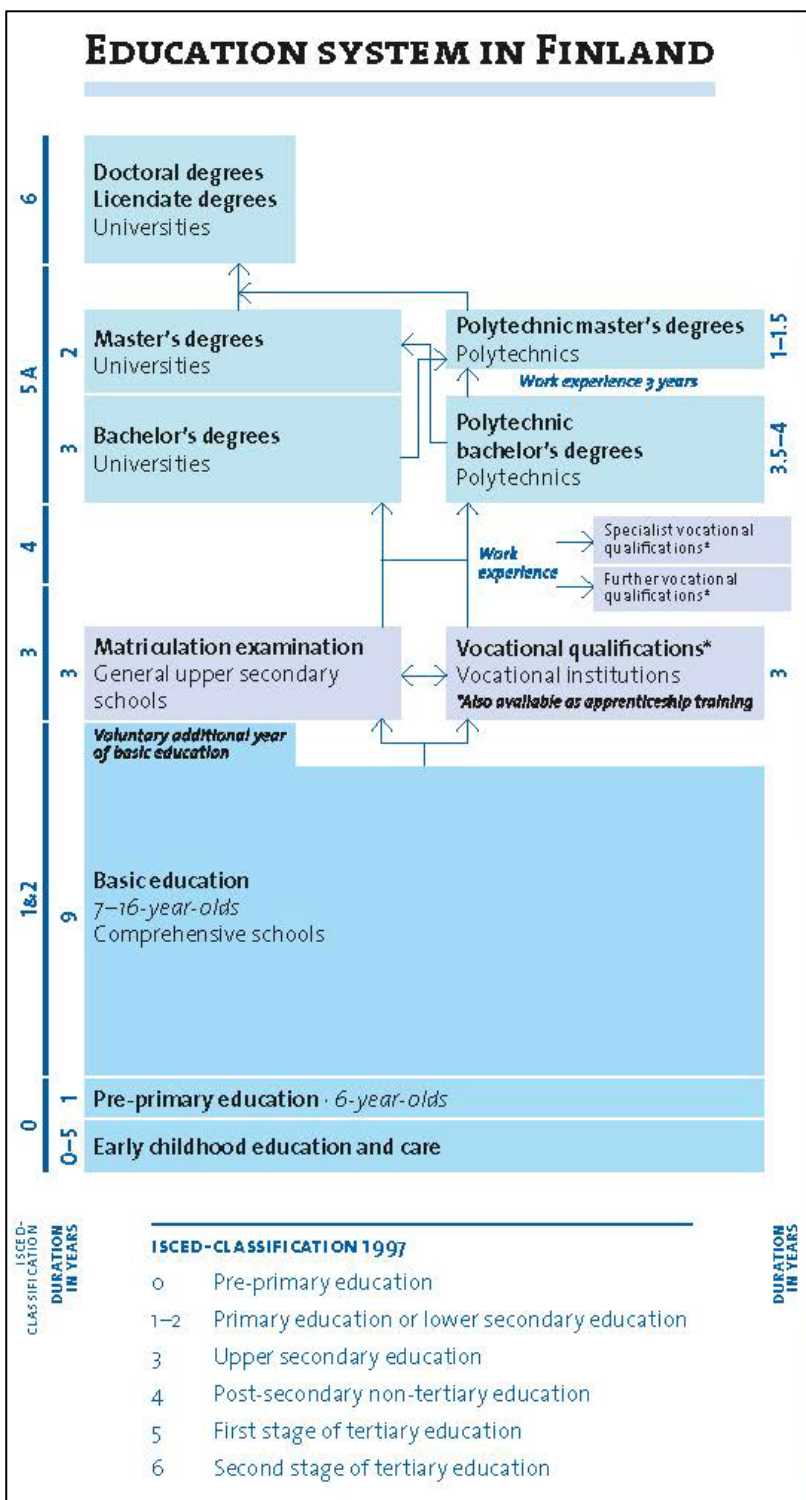 EDUCATION SYSTEM IN FINLAND
6
Doctoral degrees
Licenciate degrees
Universities
5A
2
Master's degrees
Universities
Polytechnic master's degrees
Polytechnics
1–1.5
Work experience 3 years
3
Bachelor's degrees
Universities
Polytechnic
bachelor's degrees
Polytechnics
3.5–4
4
Work
experience
Specialist vocational
qualifications*
Further vocational
qualifications*
3
3
Matriculation examination
General upper secondary
schools
Vocational qualifications*
Vocational institutions
*Also available as apprenticeship training
3
Voluntary additional year
of basic education
1&2
9
Basic education
7–16-year-olds
Comprehensive schools
0
1
Pre-primary education · 6-year-olds
0–5
Early childhood education and care
ISCED-
CLASSIFICATION
DURATION
IN YEARS
DURATION
IN YEARS
ISCED-CLASSIFICATION 1997
0 Pre-primary education
1–2 Primary education or lower secondary education
3 Upper secondary education
4 Post-secondary non-tertiary education
5 First stage of tertiary education
6 Second stage of tertiary education